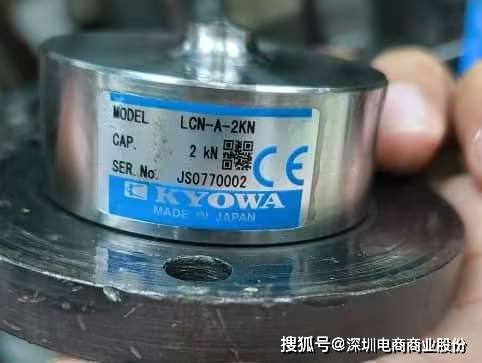 MODEL LCN-A-2KN
CAP. 2 kN
SER.No. JS0770002
CE
KYOWA
MADE IN JAPAN
搜狐号@深圳电商商业股份